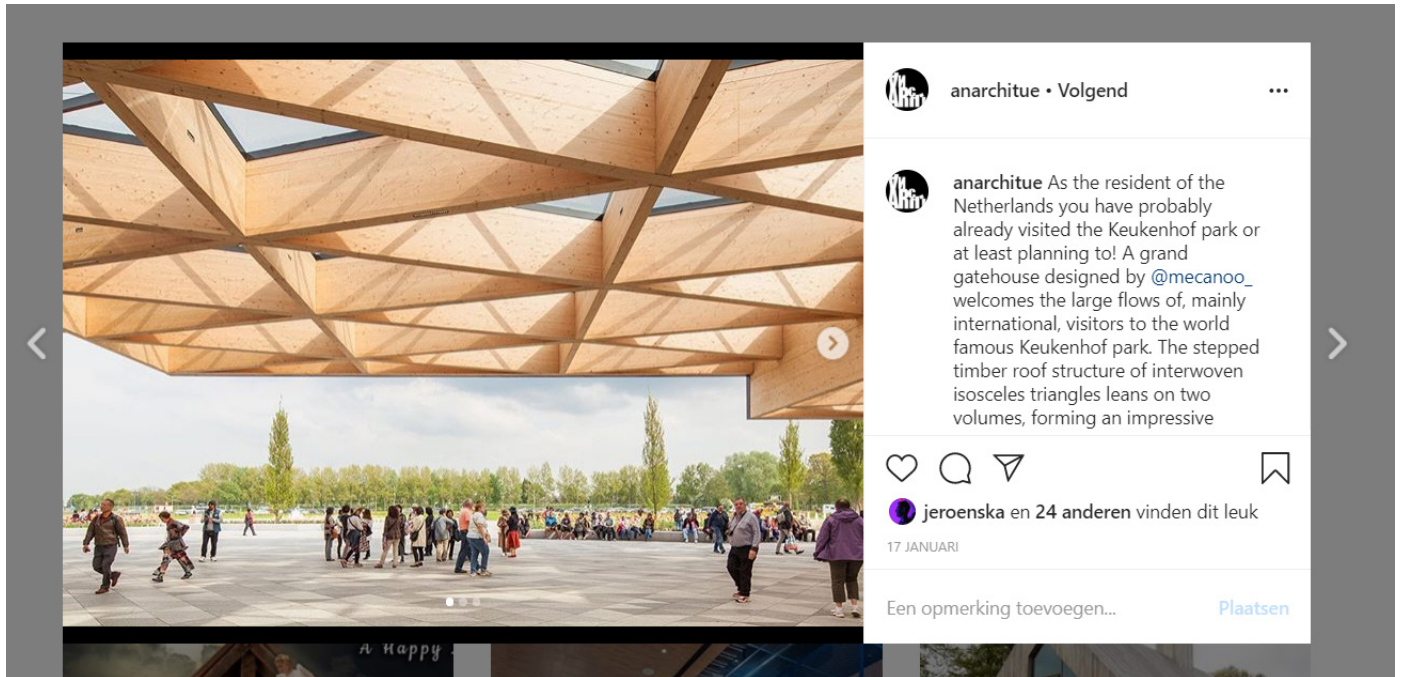 anarchitue • Volgend
anarchitue As the resident of the
Netherlands you have probably
already visited the Keukenhof park or
at least planning to! A grand
gatehouse designed by @mecanoo_
welcomes the large flows of, mainly
international, visitors to the world
famous Keukenhof park. The stepped
timber roof structure of interwoven
isosceles triangles leans on two
volumes, forming an impressive
jeroenska en 24 anderen vinden dit leuk
17 JANUARI
Een opmerking toevoegen...
Plaatsen
A Happy